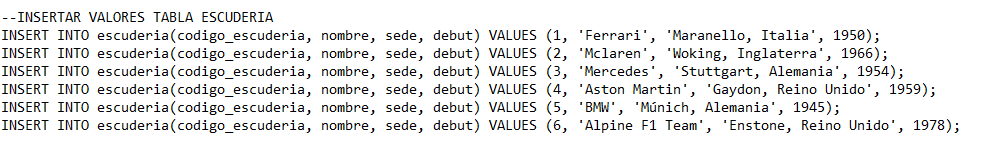 --INSERTAR VALORES TABLA ESCUDERIA
INSERT INTO escuderia(codigo_escuderia, nombre, sede, debut) VALUES (1, 'Ferrari', 'Maranello, Italia', 1950);
INSERT INTO escuderia(codigo_escuderia, nombre, sede, debut) VALUES (2, 'Mclaren', 'Woking, Inglaterra', 1966);
INSERT INTO escuderia(codigo_escuderia, nombre, sede, debut) VALUES (3, 'Mercedes', 'Stuttgart, Alemania', 1954);
INSERT INTO escuderia(codigo_escuderia, nombre, sede, debut) VALUES (4, 'Aston Martin', 'Gaydon, Reino Unido', 1959);
INSERT INTO escuderia(codigo_escuderia, nombre, sede, debut) VALUES (5, 'BMW', 'Múnich, Alemania', 1945);
INSERT INTO escuderia(codigo_escuderia, nombre, sede, debut) VALUES (6, 'Alpine F1 Team', 'Enstone, Reino Unido', 1978);